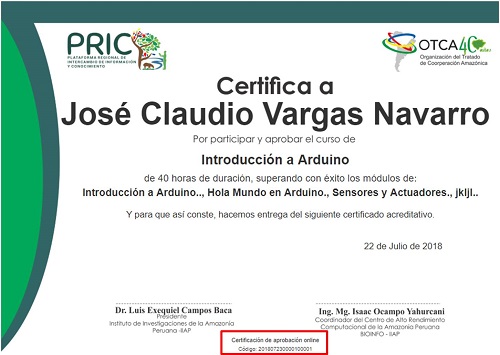 PRIC
PLATAFORMA REGIONAL DE
INTERCAMBIO DE INFORMACIÓN
Y CONOCIMIENTO
OTCA 40 años
Organización del Tratado
de Coorperación Amazónica
Certifica a
José Claudio Vargas Navarro
Por participar y aprobar el curso de
Introducción a Arduino
de 40 horas de duración, superando con éxito los módulos de:
Introducción a Arduino.., Hola Mundo en Arduino., Sensores y Actuadores., jkljl..
Y para que así conste, hacemos entrega del siguiente certificado acreditativo.
22 de Julio de 2018
Dr. Luis Exequiel Campos Baca
Presidente
Instituto de Investigaciones de la Amazonía
Peruana -IIAP
Ing. Mg. Isaac Ocampo Yahurcani
Coordinador del Centro de Alto Rendimiento
Computacional de la Amazonía Peruana
BIOINFO - IIAP
Certificación de aprobación online
Código: 201807230000100001